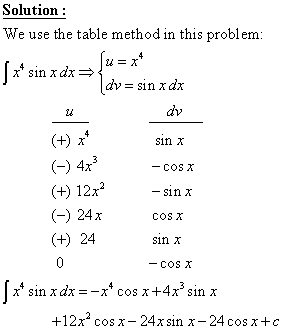 Solution :
We use the table method in this problem:
∫ x⁴ sin x dx ⇒ { u = x⁴
dv = sin x dx
u dv
(+) x⁴ sin x
(−) 4x³ − cos x
(+) 12x² − sin x
(−) 24x cos x
(+) 24 sin x
0 − cos x
∫ x⁴ sin x dx = −x⁴ cos x + 4x³ sin x
+12x² cos x − 24x sin x − 24 cos x + c